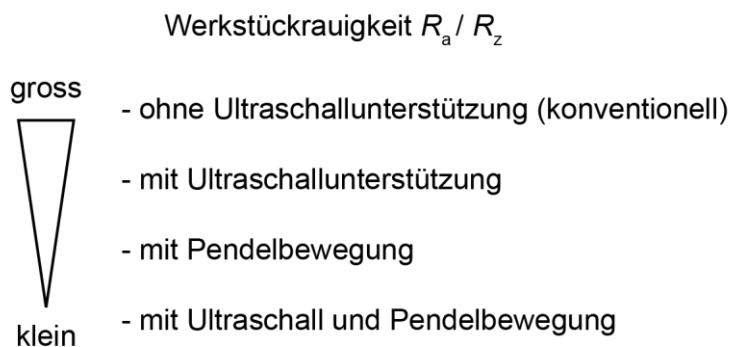 Werkstückrauigkeit Ra / Rz
gross
- ohne Ultraschallunterstützung (konventionell)
- mit Ultraschallunterstützung
- mit Pendelbewegung
- mit Ultraschall und Pendelbewegung
klein